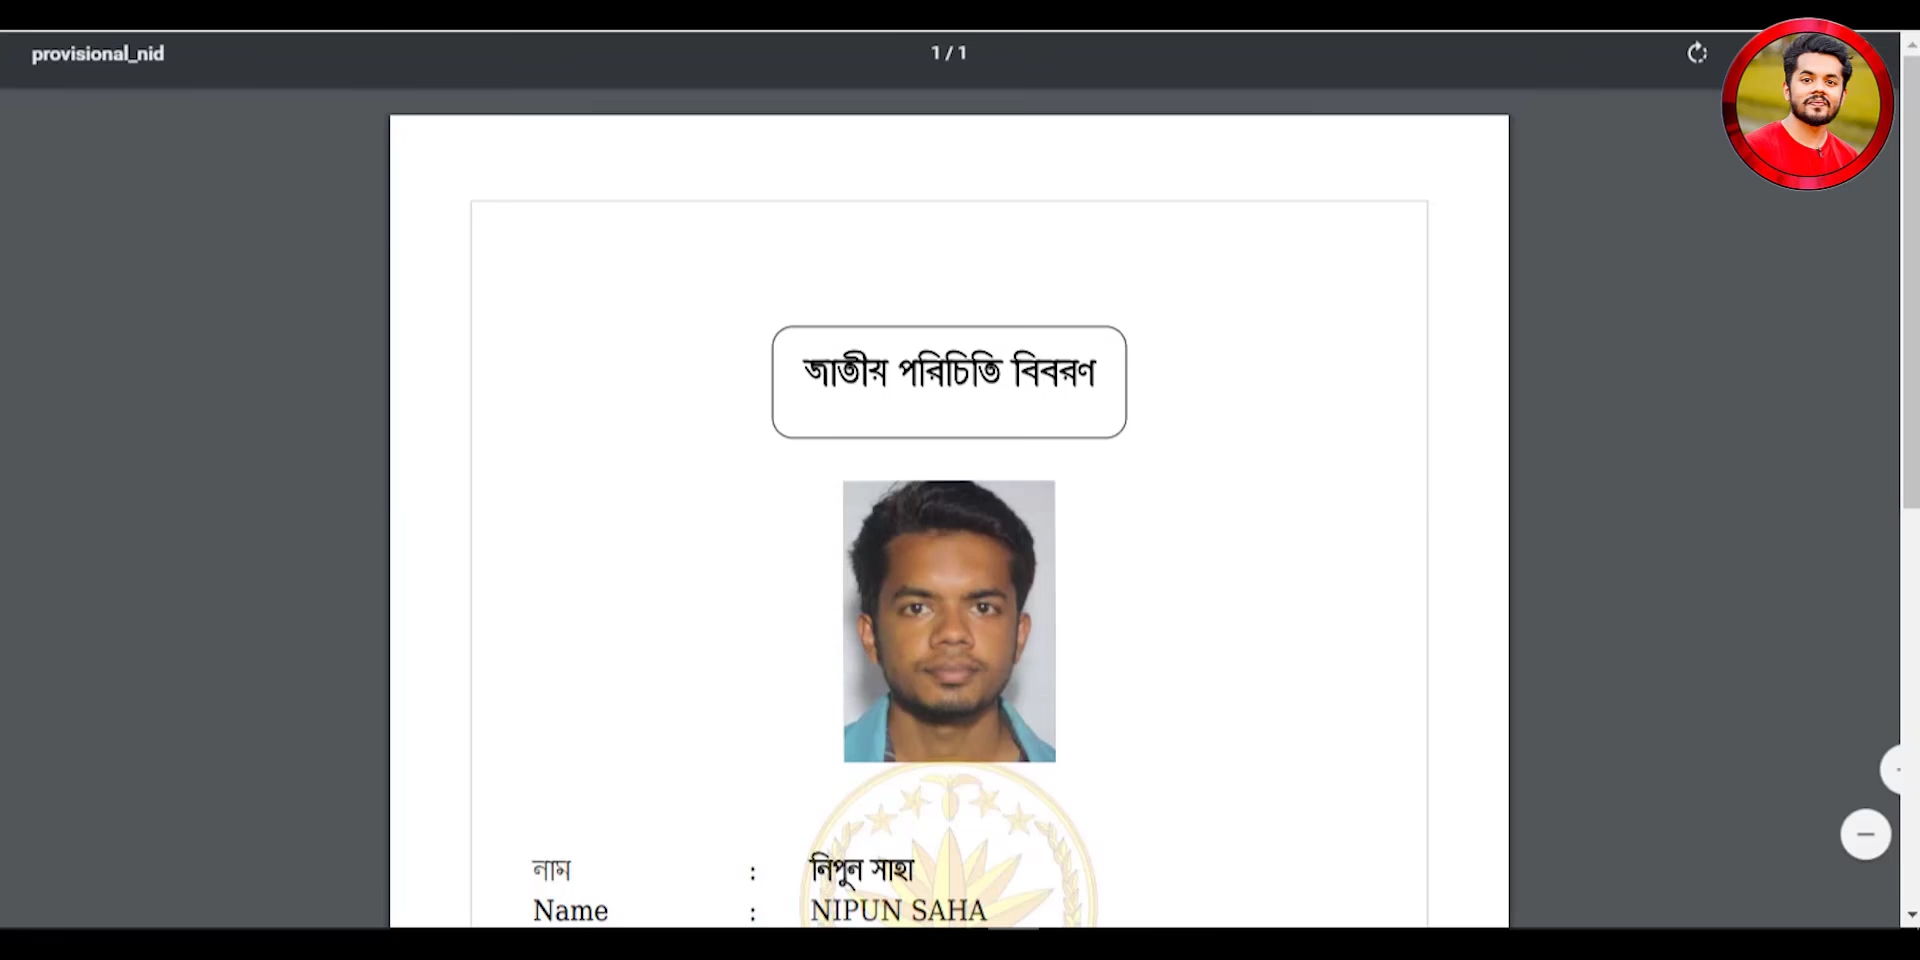 provisional_nid
1 / 1
জাতীয় পরিচিতি বিবরণ
নাম : নিপুন সাহা
Name : NIPUN SAHA